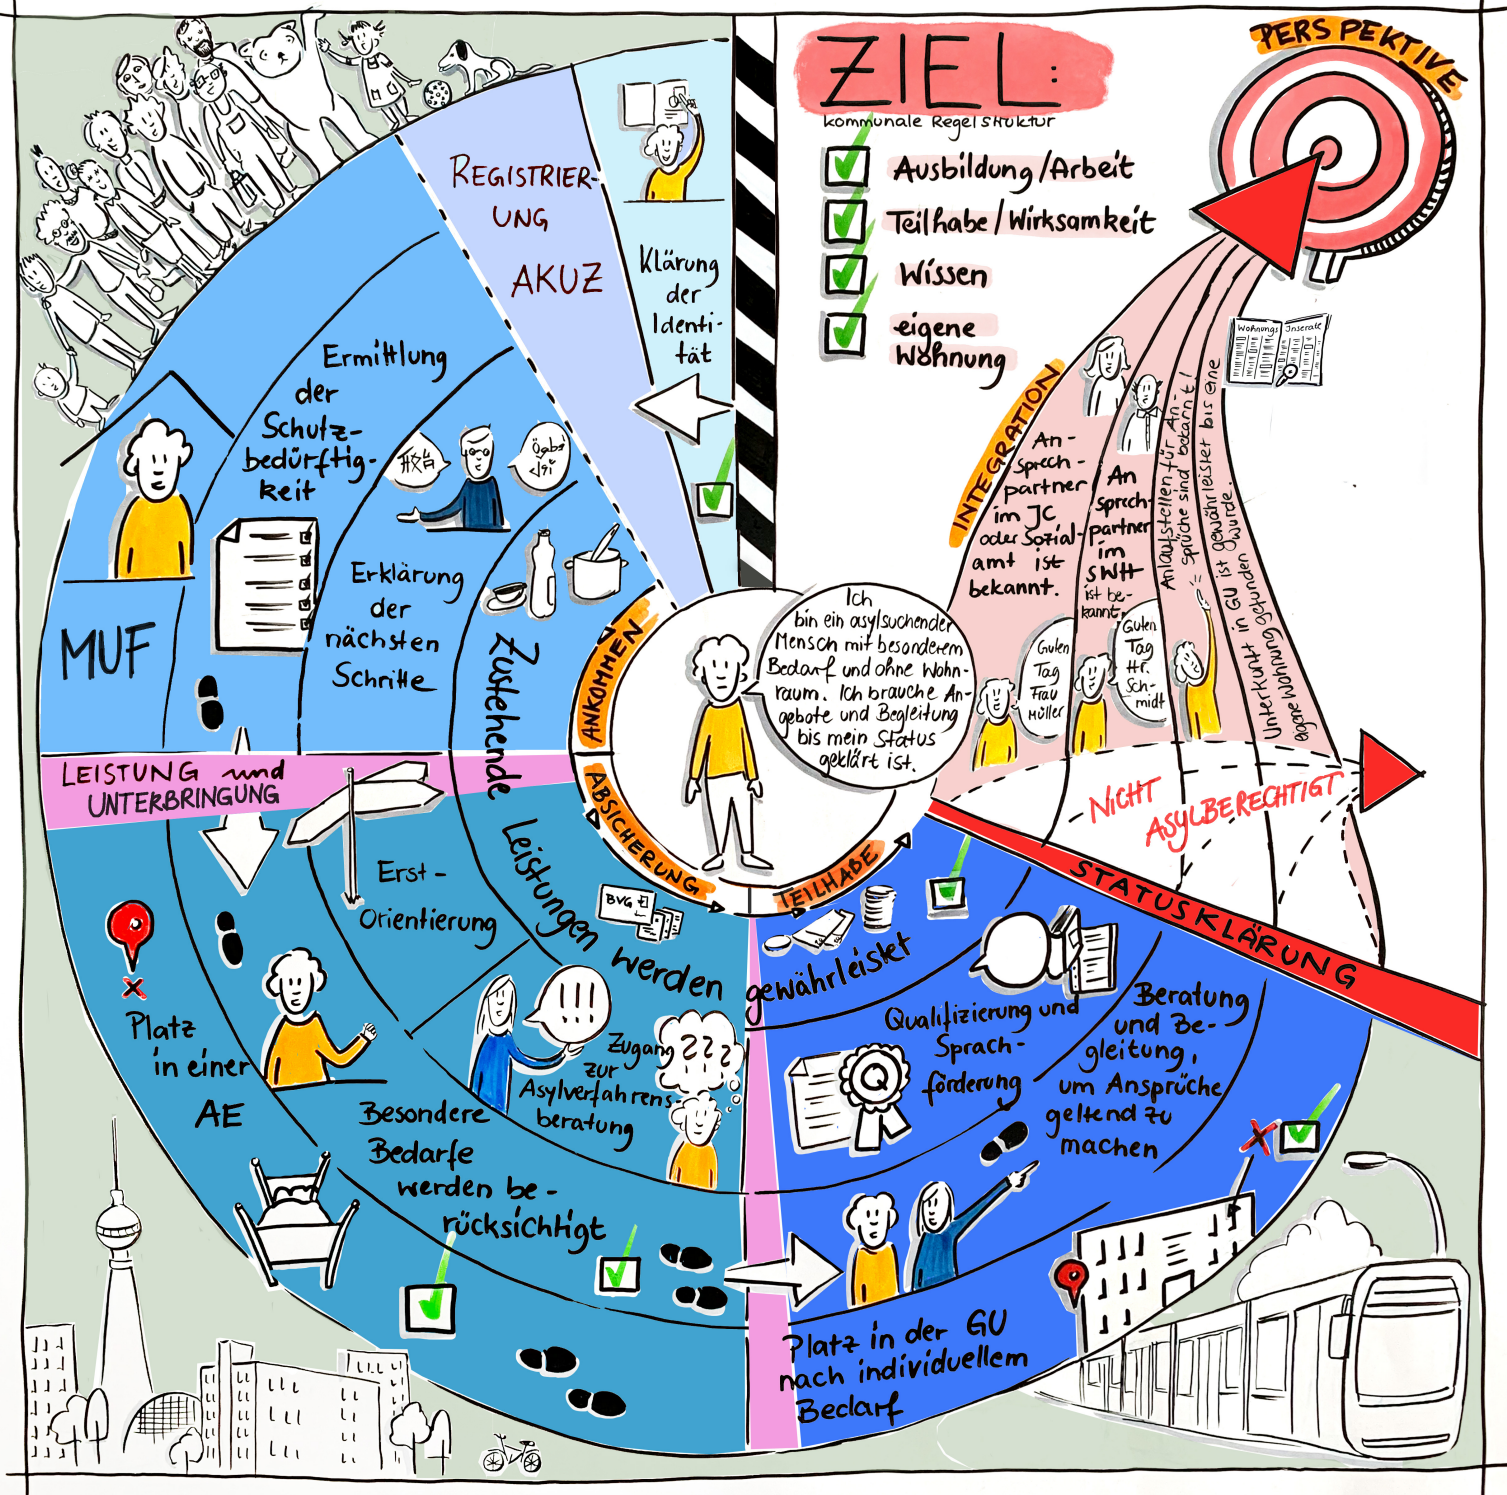 ZIEL:
kommunale Regelstruktur
Ausbildung/Arbeit
Teilhabe/Wirksamkeit
Wissen
eigene
Wohnung
PERSPEKTIVE
REGISTRIER-
UNG
AKUZ
Klärung
der
Identi-
tät
Ermittlung
der
Schutz-
bedürftig-
keit
Erklärung
der
nächsten
Schritte
MUF
Zustehende
Leistungen werden
gewährleistet
ANKOMMEN
ABSICHERUNG
TEILHABE
Ich
bin ein asylsuchender
Mensch mit besonderem
Bedarf und ohne Wohn-
raum. Ich brauche An-
gebote und Begleitung
bis mein Status
geklärt ist.
INTEGRATION
An-
sprech-
partner
im JC
oder Sozial-
amt ist
bekannt.
An
sprech-
partner
im
SWH
ist be-
kannt.
Anlaufstellen für An-
sprüche sind bekannt!
Unterkunft in GU ist gewährleistet bis eine
eigene Wohnung gefunden wurde.
Wohnungs Inserate
Guten
Tag
Frau
Müller
Guten
Tag
Hr.
Sch-
midt
NICHT
ASYLBERECHTIGT
STATUSKLÄRUNG
LEISTUNG und
UNTERBRINGUNG
Erst-
Orientierung
BVG
Platz
in einer
AE
!!!
Zugang
zur
Asylverfahrens-
beratung
???
Besondere
Bedarfe
werden be-
rücksichtigt
Qualifizierung und
Sprach-
förderung
Q
Beratung
und Be-
gleitung,
um Ansprüche
geltend zu
machen
Platz in der GU
nach individuellem
Bedarf